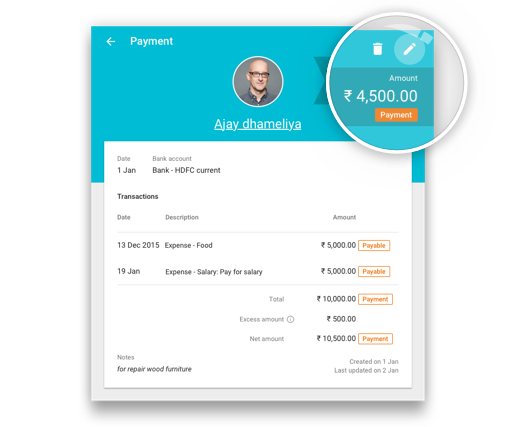 Payment
Amount
₹ 4,500.00
Payment
Ajay dhameliya
Date Bank account
1 Jan Bank - HDFC current
Transactions
Date Description Amount
13 Dec 2015 Expense - Food ₹ 5,000.00 Payable
19 Jan Expense - Salary: Pay for salary ₹ 5,000.00 Payable
Total ₹ 10,000.00 Payment
Excess amount ₹ 500.00
Net amount ₹ 10,500.00 Payment
Notes
for repair wood furniture
Created on 1 Jan
Last updated on 2 Jan